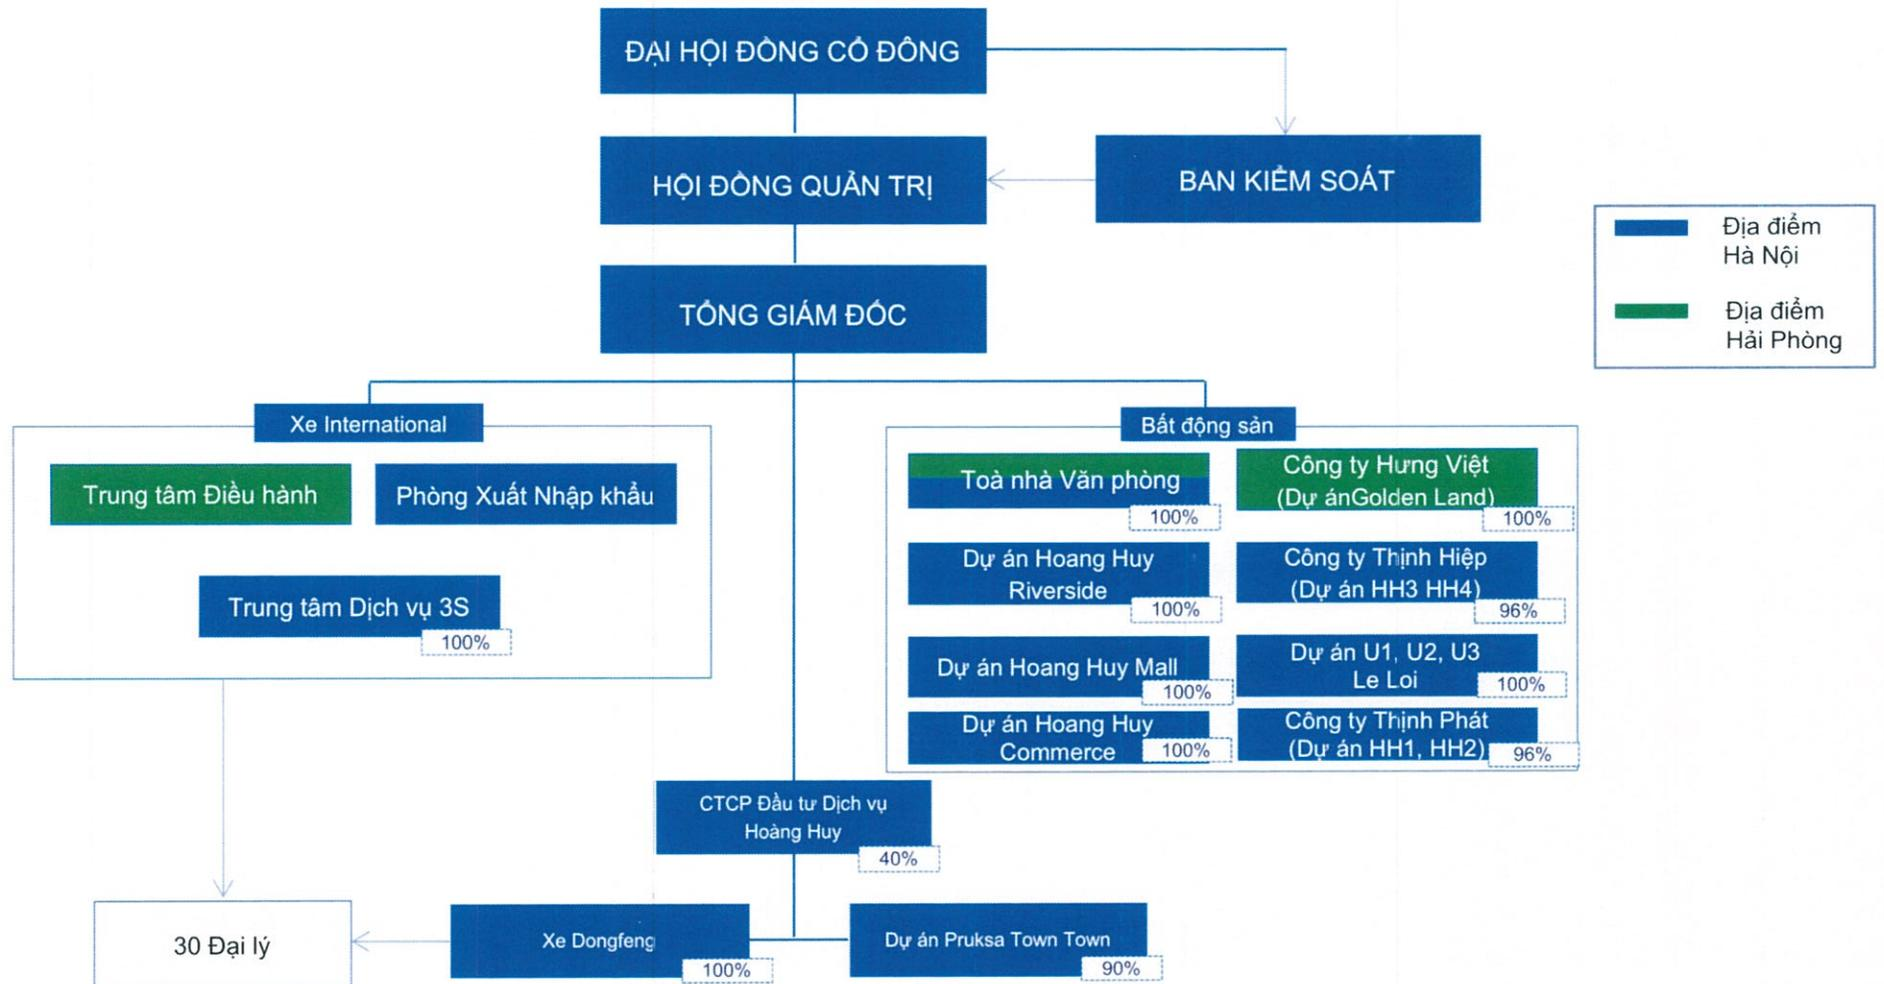 ĐẠI HỘI ĐỒNG CỔ ĐÔNG
HỘI ĐỒNG QUẢN TRỊ
BAN KIỂM SOÁT
Địa điểm
Hà Nội
Địa điểm
Hải Phòng
TỔNG GIÁM ĐỐC
Xe International
Trung tâm Điều hành
Phòng Xuất Nhập khẩu
Trung tâm Dịch vụ 3S
100%
Bất động sản
Toà nhà Văn phòng
100%
Công ty Hưng Việt
(Dự ánGolden Land)
100%
Dự án Hoang Huy
Riverside
100%
Công ty Thịnh Hiệp
(Dự án HH3 HH4)
96%
Dự án Hoang Huy Mall
100%
Dự án U1, U2, U3
Le Loi
100%
Dự án Hoang Huy
Commerce
100%
Công ty Thịnh Phát
(Dự án HH1, HH2)
96%
CTCP Đầu tư Dịch vụ
Hoàng Huy
40%
30 Đại lý
Xe Dongfeng
100%
Dự án Pruksa Town Town
90%